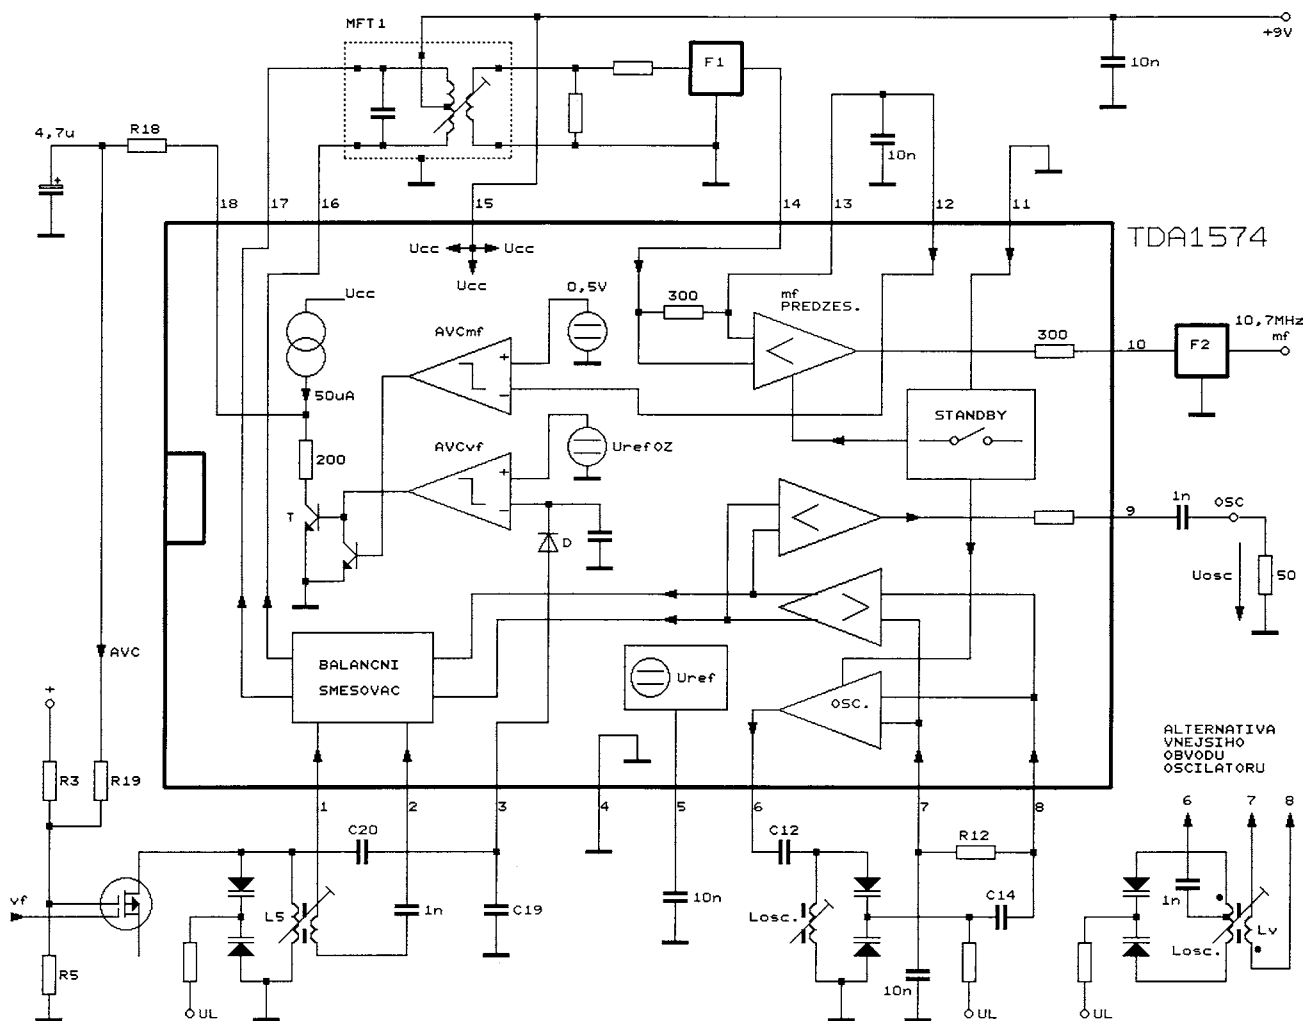 MFT1
+9V
F1
10n
4,7u
+
R18
10n
18
17
16
15
14
13
12
11
TDA1574
Ucc
Ucc
Ucc
Ucc
0,5V
300
mf
PREDZES.
AVCmf
+
-
300
10
10,7MHz
mf
F2
50uA
STANDBY
AVCvf
+
-
UrefOZ
200
T
D
9
1n
OSC
Uosc
50
AVC
BALANCNI
SMESOVAC
Uref
OSC.
+
ALTERNATIVA
VNEJSIHO
OBVODU
OSCILATORU
R3
R19
1
2
3
4
5
6
7
8
6
7
8
C20
C12
R12
vf
L5
1n
C19
10n
Losc.
C14
1n
Lv
Losc.
R5
10n
UL
UL
UL